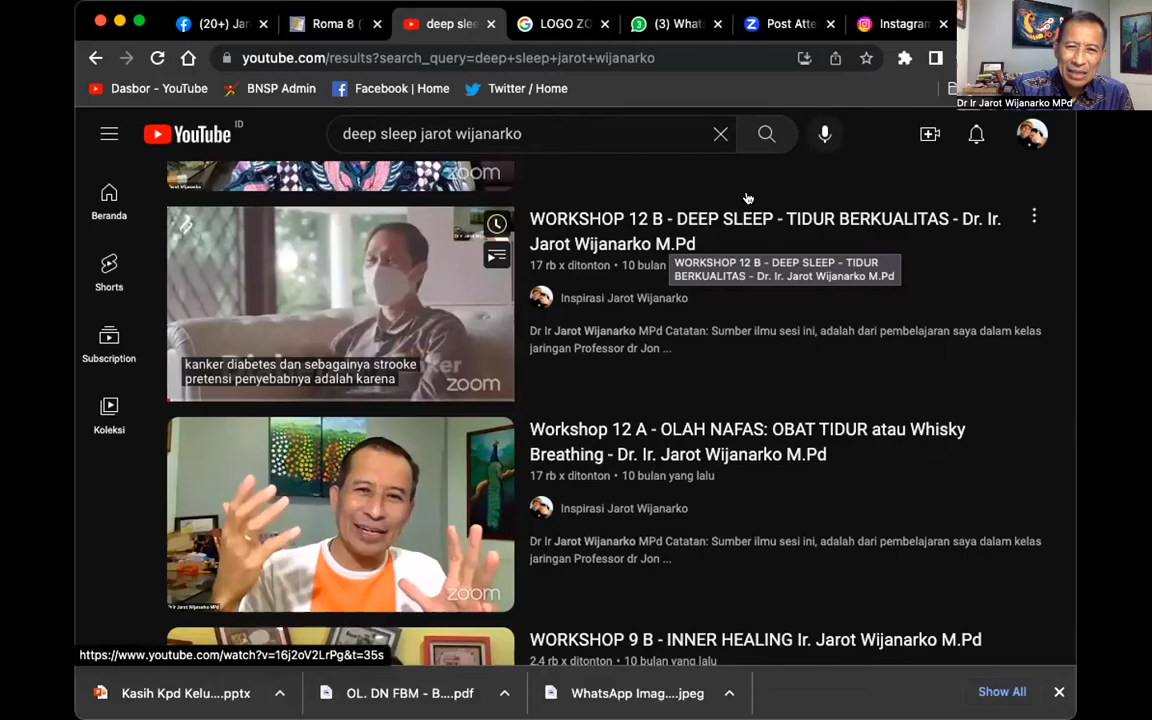 (20+) Jar
Roma 8 (
deep slee
LOGO ZO
(3) What
Post Atte
Instagram
youtube.com/results?search_query=deep+sleep+jarot+wijanarko
Dr Ir Jarot Wijanarko MPd
Dasbor - YouTube
BNSP Admin
Facebook | Home
Twitter / Home
YouTube ID
deep sleep jarot wijanarko
Beranda
Shorts
Subscription
Koleksi
zoom
WORKSHOP 12 B - DEEP SLEEP - TIDUR BERKUALITAS - Dr. Ir.
Jarot Wijanarko M.Pd
17 rb x ditonton • 10 bulan
WORKSHOP 12 B - DEEP SLEEP - TIDUR
BERKUALITAS - Dr. Ir. Jarot Wijanarko M.Pd
Inspirasi Jarot Wijanarko
Dr Ir Jarot Wijanarko MPd Catatan: Sumber ilmu sesi ini, adalah dari pembelajaran saya dalam kelas
jaringan Professor dr Jon ...
kanker diabetes dan sebagainya strooke
pretensi penyebabnya adalah karena
zoom
Workshop 12 A - OLAH NAFAS: OBAT TIDUR atau Whisky
Breathing - Dr. Ir. Jarot Wijanarko M.Pd
17 rb x ditonton • 10 bulan yang lalu
Inspirasi Jarot Wijanarko
Dr Ir Jarot Wijanarko MPd Catatan: Sumber ilmu sesi ini, adalah dari pembelajaran saya dalam kelas
jaringan Professor dr Jon ...
zoom
Dr Ir Jarot Wijanarko MPd
WORKSHOP 9 B - INNER HEALING Ir. Jarot Wijanarko M.Pd
2,4 rb x ditonton • 10 bulan yang lalu
https://www.youtube.com/watch?v=16j2oV2LrPg&t=35s
Kasih Kpd Kelu....pptx
OL. DN FBM - B....pdf
WhatsApp Imag....jpeg
Show All